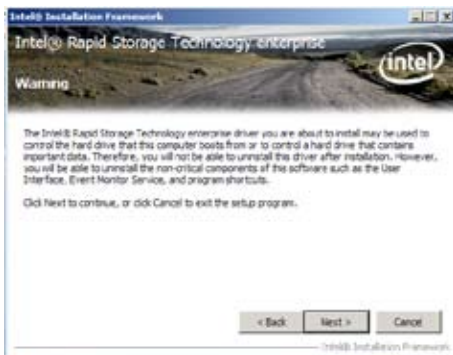 Intel® Installation Framework
Intel® Rapid Storage Technology enterprise
intel
Warning
The Intel® Rapid Storage Technology enterprise driver you are about to install may be used to
control the hard drive that this computer boots from or to control a hard drive that contains
important data. Therefore, you will not be able to uninstall this driver after installation. However,
you will be able to uninstall the non-critical components of this software such as the User
Interface, Event Monitor Service, and program shortcuts.
Click Next to continue, or click Cancel to exit the setup program.
< Back
Next >
Cancel
Intel® Installation Framework